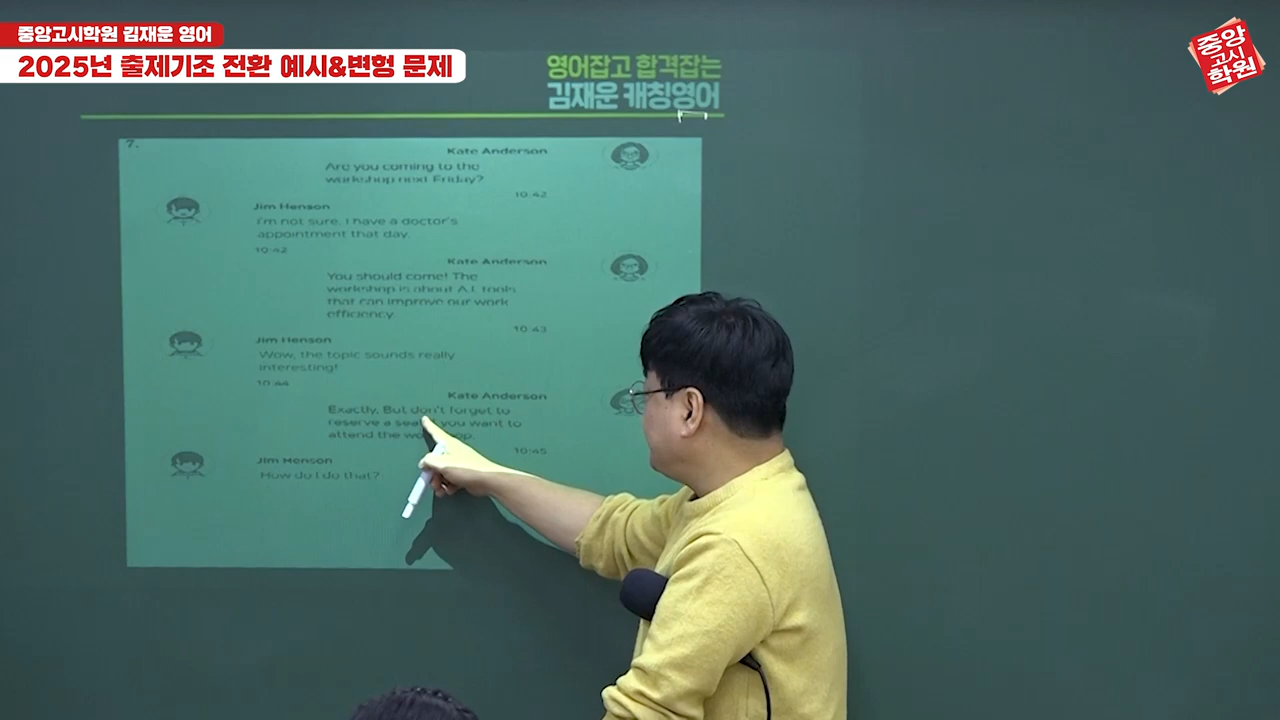 중앙고시학원 김재운 영어
2025년 출제기조 전환 예시&변형 문제
중앙
고시
학원
영어잡고 합격잡는
김재운 캐칭영어
7.
Kate Anderson
Are you coming to the
workshop next Friday?
10:42
Jim Henson
I'm not sure. I have a doctor's
appointment that day.
10:42
Kate Anderson
You should come! The
workshop is about A.I. tools
that can improve our work
efficiency.
10:43
Jim Henson
Wow, the topic sounds really
interesting!
10:44
Kate Anderson
Exactly. But don't forget to
reserve a seat you want to
attend the
10:45
Jim Henson
How do I do that?